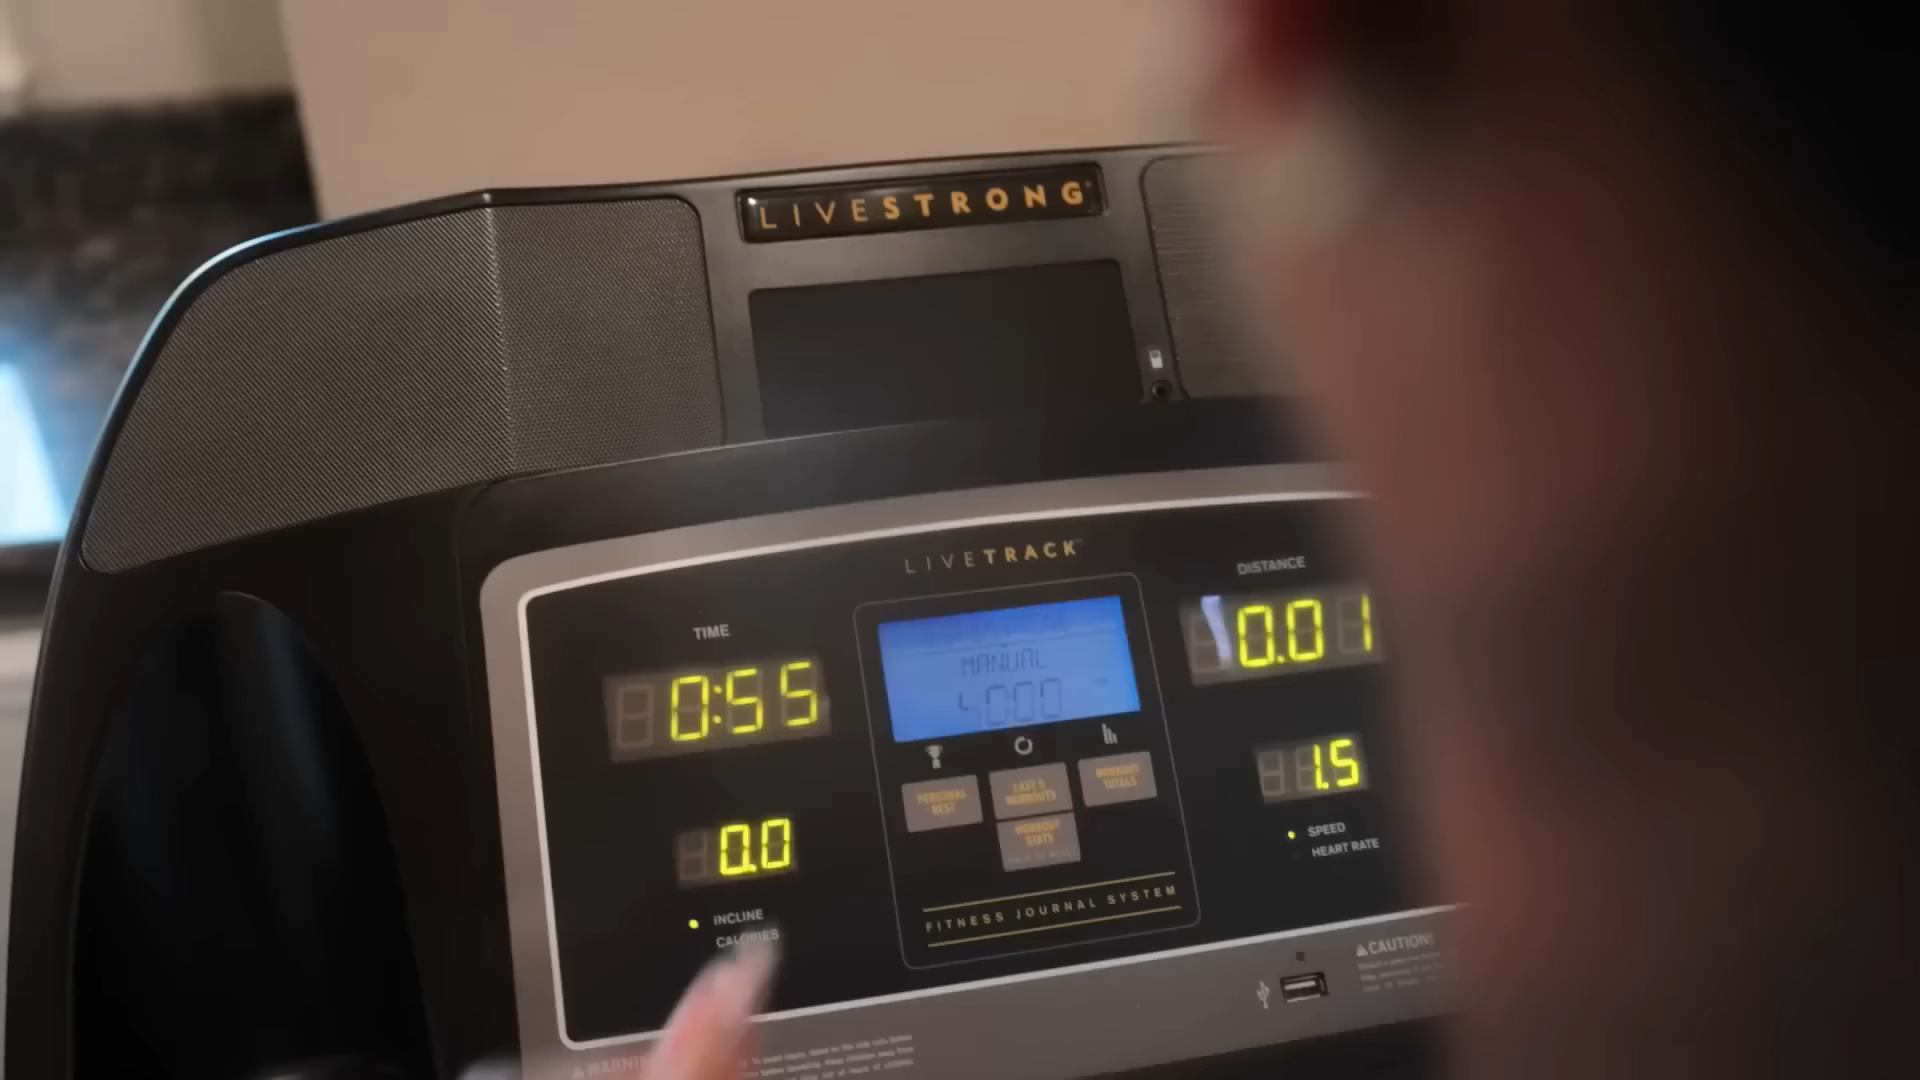 LIVESTRONG
LIVETRACK
DISTANCE
0.01
TIME
0:55
MANUAL
4000
1.5
PERSONAL BEST
LAST 5 WORKOUTS
WORKOUT TOTALS
WORKOUT STATS
0.0
SPEED
HEART RATE
INCLINE
CALORIES
FITNESS JOURNAL SYSTEM
CAUTION!
WARNIN